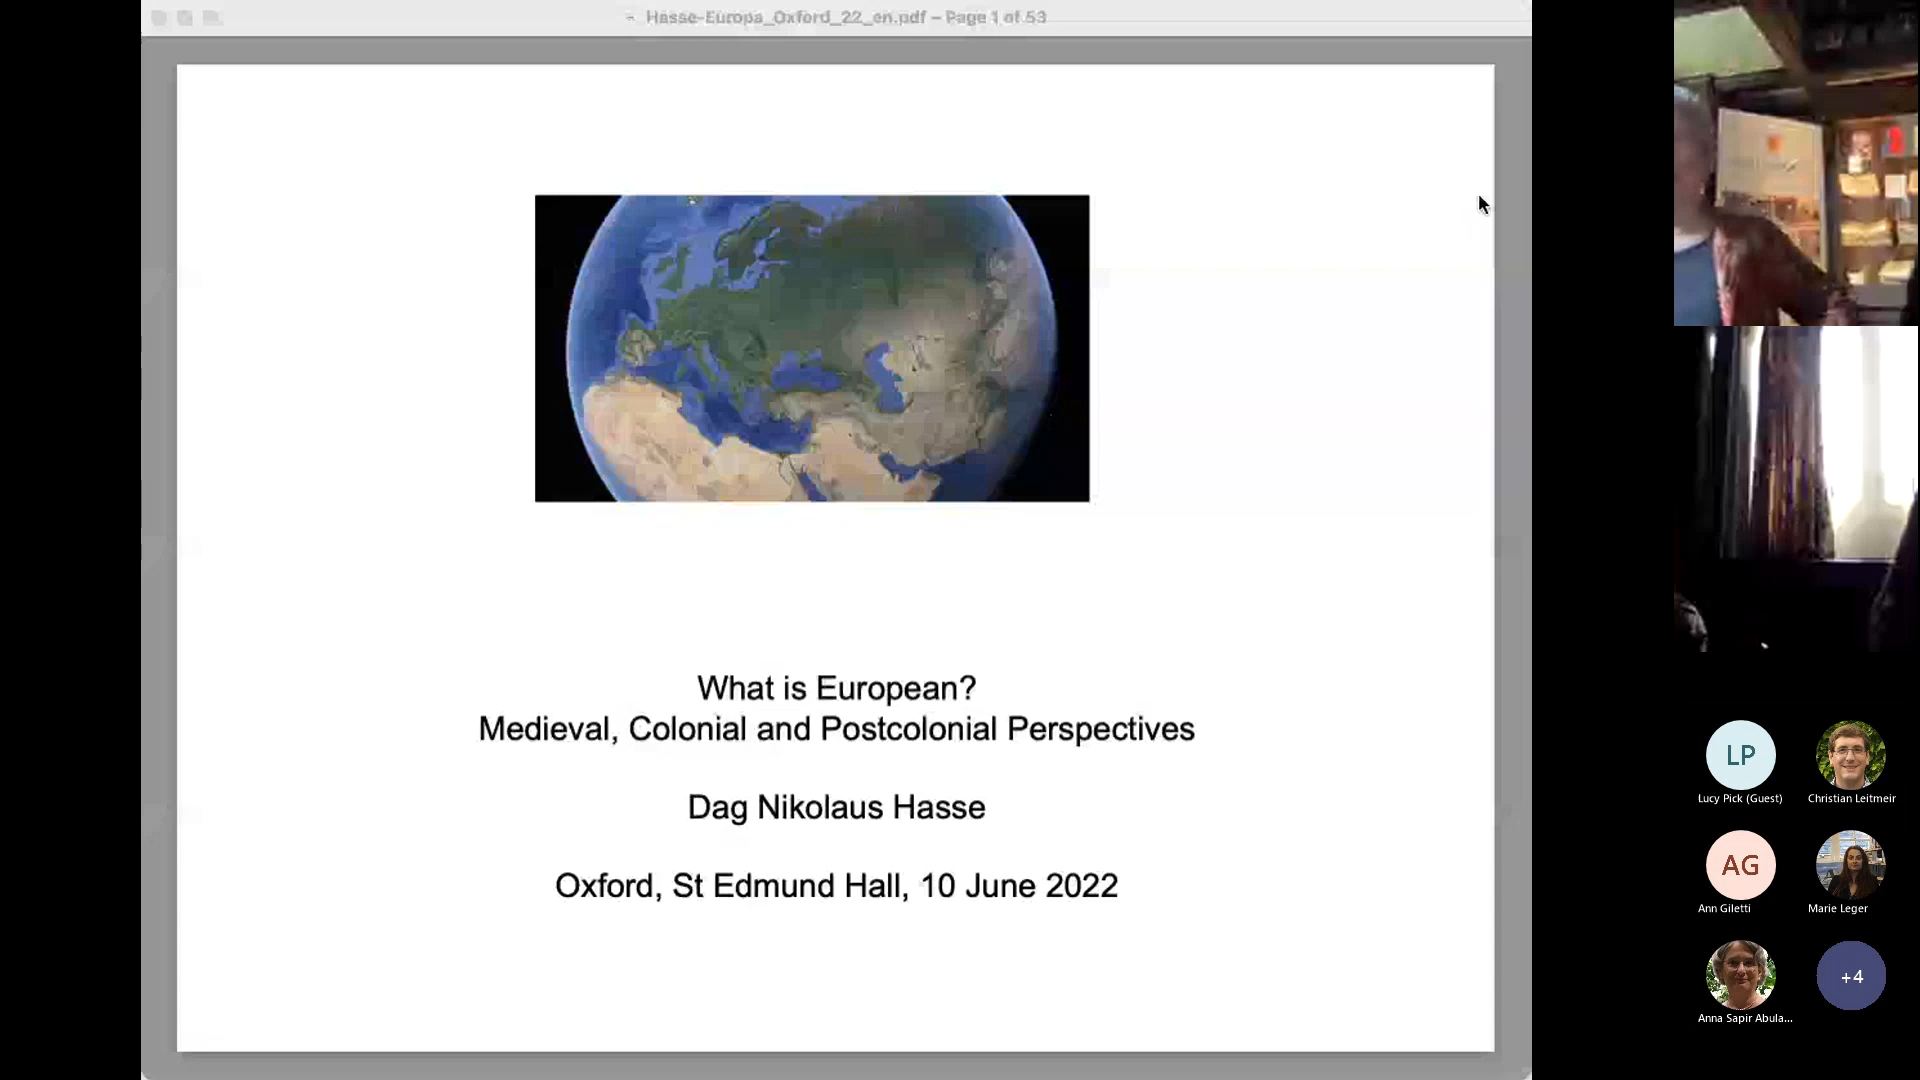 Hasse-Europa_Oxford_22_en.pdf – Page 1 of 53
What is European?
Medieval, Colonial and Postcolonial Perspectives
Dag Nikolaus Hasse
Oxford, St Edmund Hall, 10 June 2022
LP
Lucy Pick (Guest)
Christian Leitmeir
AG
Ann Giletti
Marie Leger
Anna Sapir Abula...
+4